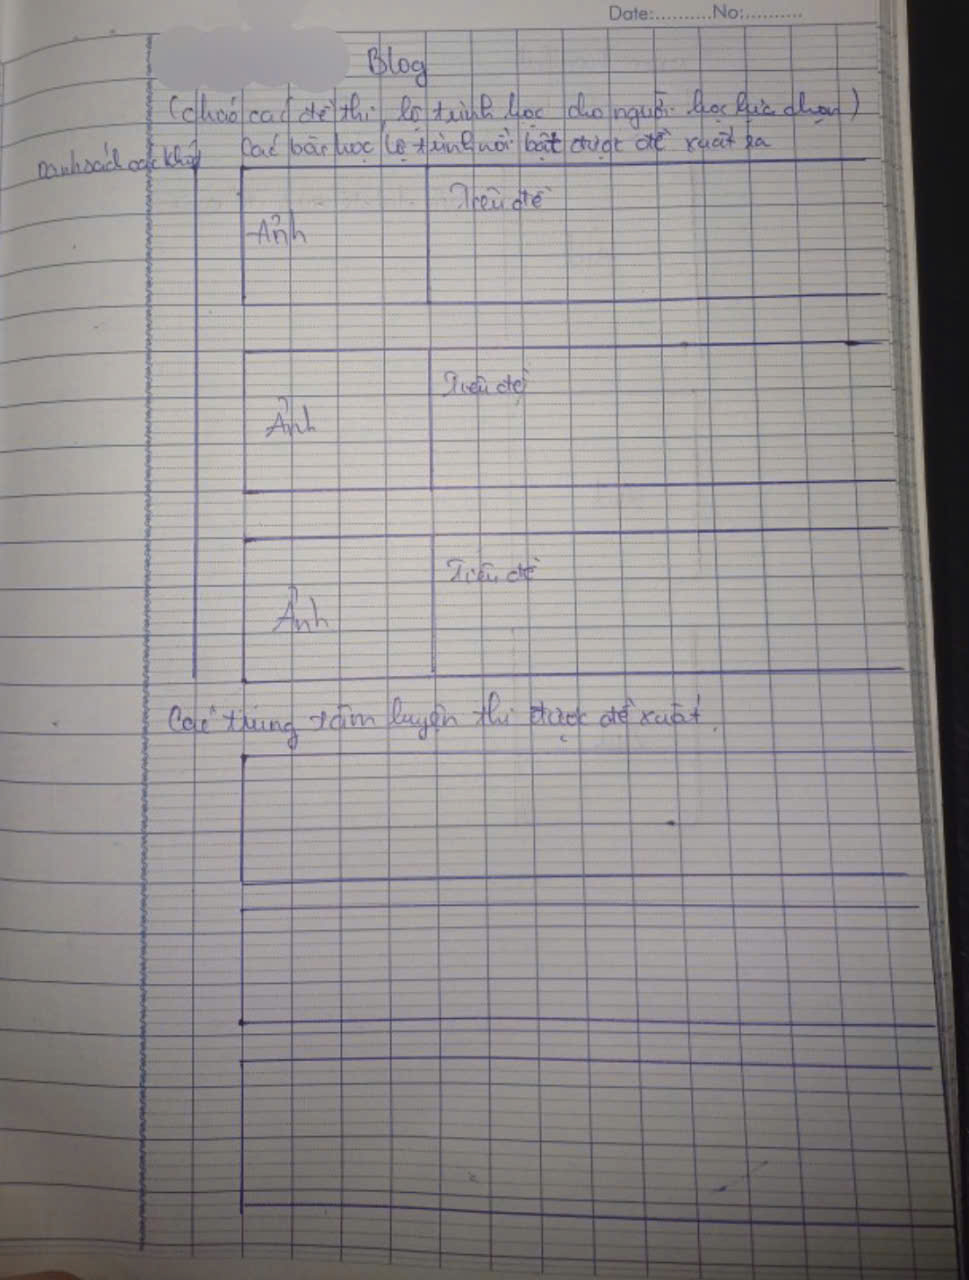 Date:..........No:..........
Blog
(chứa các đề thi, lộ trình học cho người học lựa chọn)
Danh sách các khối
Các bài học lộ trình nổi bật được đề xuất ra
Ảnh
Tiêu đề
Ảnh
Tiêu đề
Ảnh
Tiêu đề
Các trung tâm luyện thi được đề xuất.